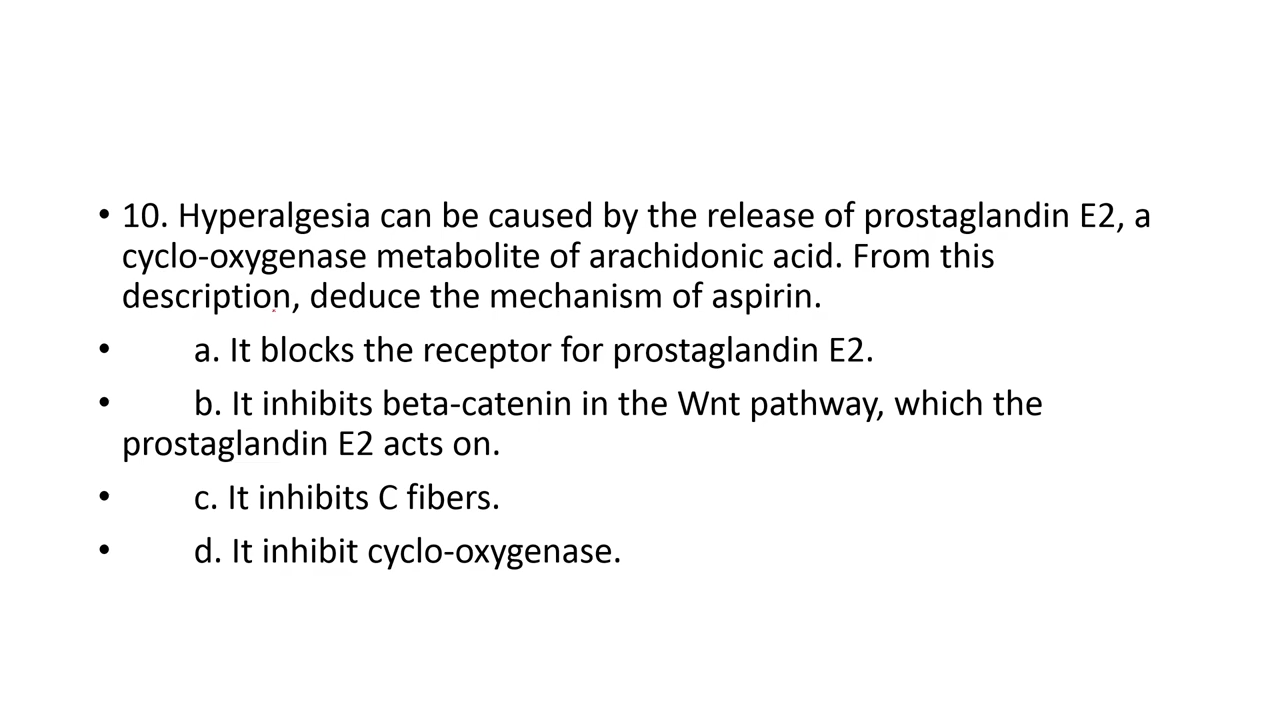 • 10. Hyperalgesia can be caused by the release of prostaglandin E2, a
cyclo-oxygenase metabolite of arachidonic acid. From this
description, deduce the mechanism of aspirin.
• a. It blocks the receptor for prostaglandin E2.
• b. It inhibits beta-catenin in the Wnt pathway, which the
prostaglandin E2 acts on.
• c. It inhibits C fibers.
• d. It inhibit cyclo-oxygenase.